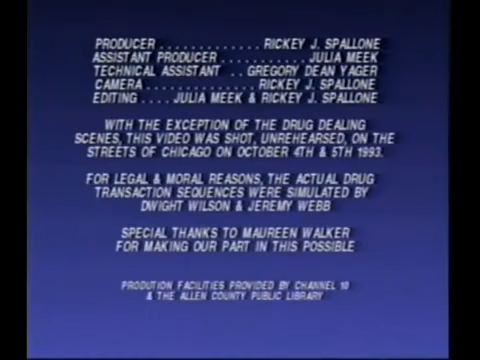 PRODUCER . . . . . . . . . . . . . RICKEY J. SPALLONE
ASSISTANT PRODUCER . . . . . . . . . . . . JULIA MEEK
TECHNICAL ASSISTANT . . GREGORY DEAN YAGER
CAMERA . . . . . . . . . . . . . . . RICKEY J. SPALLONE
EDITING . . . . JULIA MEEK & RICKEY J. SPALLONE
WITH THE EXCEPTION OF THE DRUG DEALING
SCENES, THIS VIDEO WAS SHOT, UNREHEARSED, ON THE
STREETS OF CHICAGO ON OCTOBER 4TH & 5TH 1993.
FOR LEGAL & MORAL REASONS, THE ACTUAL DRUG
TRANSACTION SEQUENCES WERE SIMULATED BY
DWIGHT WILSON & JEREMY WEBB
SPECIAL THANKS TO MAUREEN WALKER
FOR MAKING OUR PART IN THIS POSSIBLE
PRODUTION FACILITIES PROVIDED BY CHANNEL 10
& THE ALLEN COUNTY PUBLIC LIBRARY